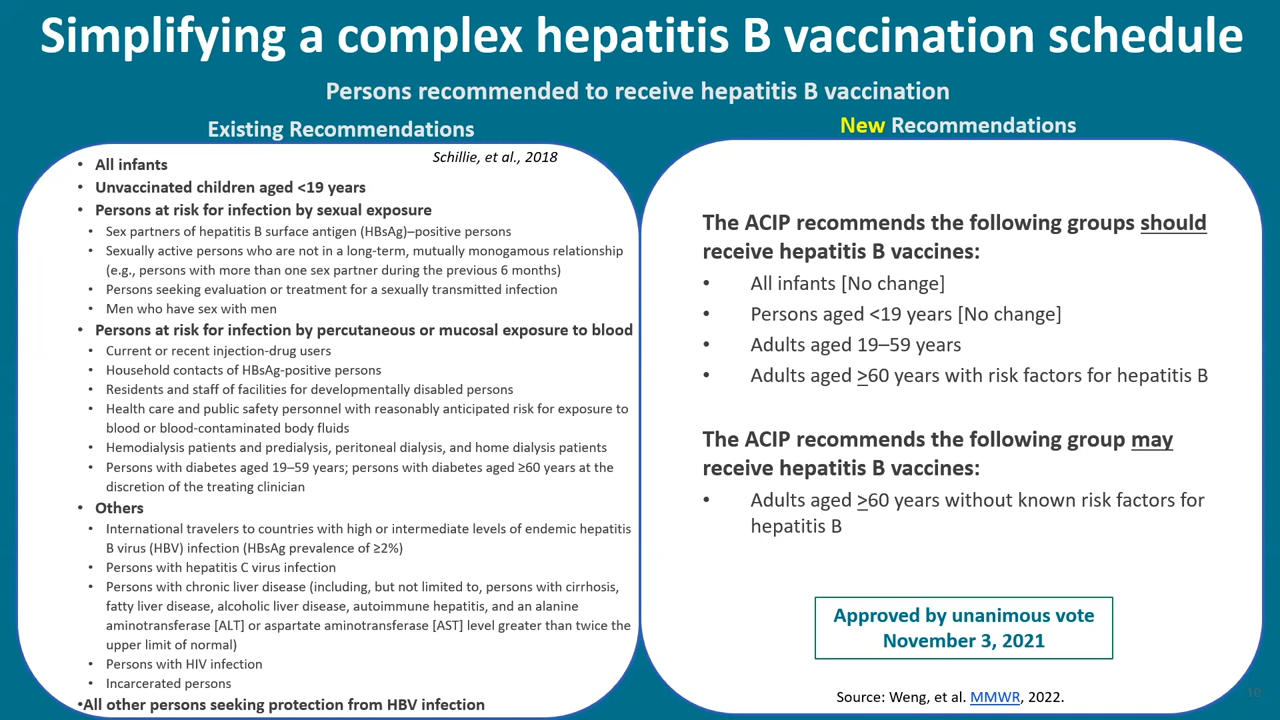 Simplifying a complex hepatitis B vaccination schedule
Persons recommended to receive hepatitis B vaccination
Existing Recommendations
Schillie, et al., 2018
• All infants
• Unvaccinated children aged <19 years
• Persons at risk for infection by sexual exposure
• Sex partners of hepatitis B surface antigen (HBsAg)–positive persons
• Sexually active persons who are not in a long-term, mutually monogamous relationship
(e.g., persons with more than one sex partner during the previous 6 months)
• Persons seeking evaluation or treatment for a sexually transmitted infection
• Men who have sex with men
• Persons at risk for infection by percutaneous or mucosal exposure to blood
• Current or recent injection-drug users
• Household contacts of HBsAg-positive persons
• Residents and staff of facilities for developmentally disabled persons
• Health care and public safety personnel with reasonably anticipated risk for exposure to
blood or blood-contaminated body fluids
• Hemodialysis patients and predialysis, peritoneal dialysis, and home dialysis patients
• Persons with diabetes aged 19–59 years; persons with diabetes aged ≥60 years at the
discretion of the treating clinician
• Others
• International travelers to countries with high or intermediate levels of endemic hepatitis
B virus (HBV) infection (HBsAg prevalence of ≥2%)
• Persons with hepatitis C virus infection
• Persons with chronic liver disease (including, but not limited to, persons with cirrhosis,
fatty liver disease, alcoholic liver disease, autoimmune hepatitis, and an alanine
aminotransferase [ALT] or aspartate aminotransferase [AST] level greater than twice the
upper limit of normal)
• Persons with HIV infection
• Incarcerated persons
•All other persons seeking protection from HBV infection
New Recommendations
The ACIP recommends the following groups should
receive hepatitis B vaccines:
• All infants [No change]
• Persons aged <19 years [No change]
• Adults aged 19–59 years
• Adults aged ≥60 years with risk factors for hepatitis B
The ACIP recommends the following group may
receive hepatitis B vaccines:
• Adults aged ≥60 years without known risk factors for
hepatitis B
Approved by unanimous vote
November 3, 2021
Source: Weng, et al. MMWR, 2022.
10